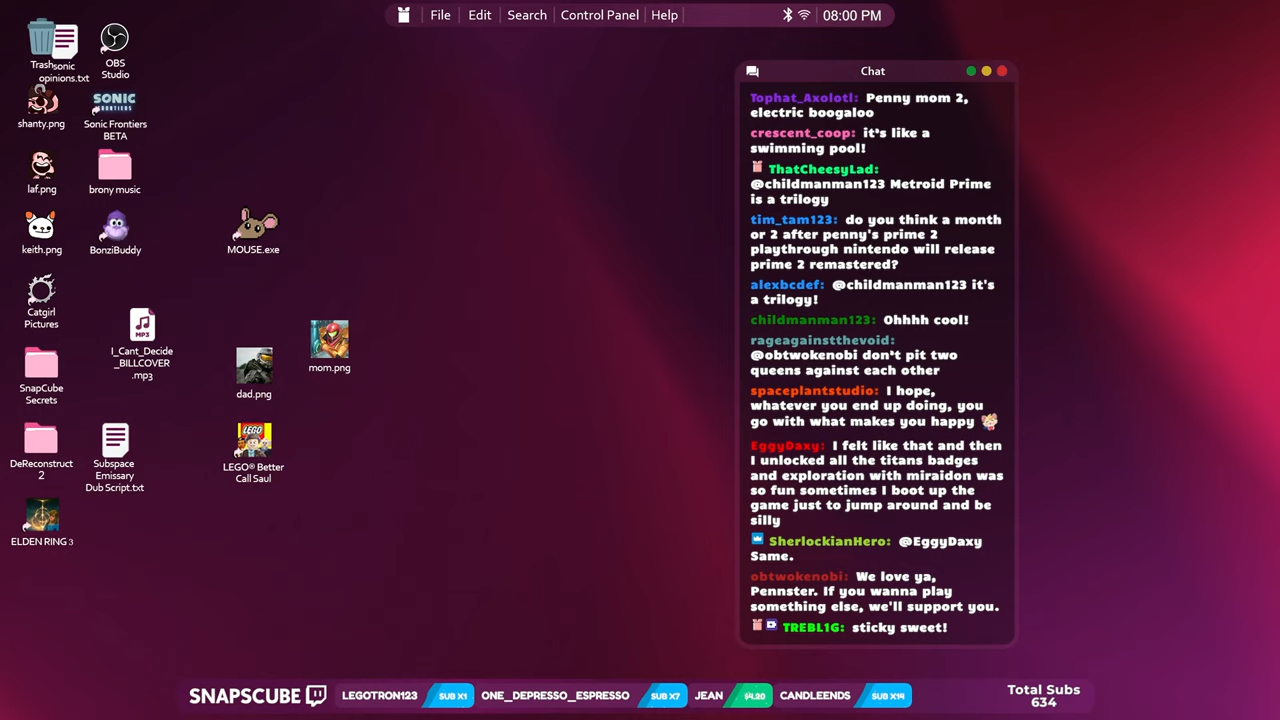 File Edit Search Control Panel Help
08:00 PM
Trash
sonic
opinions.txt
OBS
Studio
shanty.png
SONIC
FRONTIERS
Sonic Frontiers
BETA
laf.png
brony music
keith.png
BonziBuddy
MOUSE.exe
Catgirl
Pictures
MP3
I_Cant_Decide
_BILLCOVER
.mp3
mom.png
SnapCube
Secrets
dad.png
DeReconstruct
2
Subspace
Emissary
Dub Script.txt
LEGO
LEGO® Better
Call Saul
ELDEN RING 3
Chat
Tophat_Axolotl: Penny mom 2,
electric boogaloo
crescent_coop: it's like a
swimming pool!
ThatCheesyLad:
@childmanman123 Metroid Prime
is a trilogy
tim_tam123: do you think a month
or 2 after penny's prime 2
playthrough nintendo will release
prime 2 remastered?
alexbcdef: @childmanman123 it's
a trilogy!
childmanman123: Ohhhh cool!
rageagainstthevoid:
@obtwokenobi don't pit two
queens against each other
spaceplantstudio: I hope,
whatever you end up doing, you
go with what makes you happy
EggyDaxy: I felt like that and then
I unlocked all the titans badges
and exploration with miraidon was
so fun sometimes I boot up the
game just to jump around and be
silly
SherlockianHero: @EggyDaxy
Same.
obtwokenobi: We love ya,
Pennster. If you wanna play
something else, we'll support you.
TREBL1G: sticky sweet!
SNAPSCUBE
LEGOTRON123 SUB X1 ONE_DEPRESSO_ESPRESSO SUB X7 JEAN $4.20 CANDLEENDS SUB X14
Total Subs
634